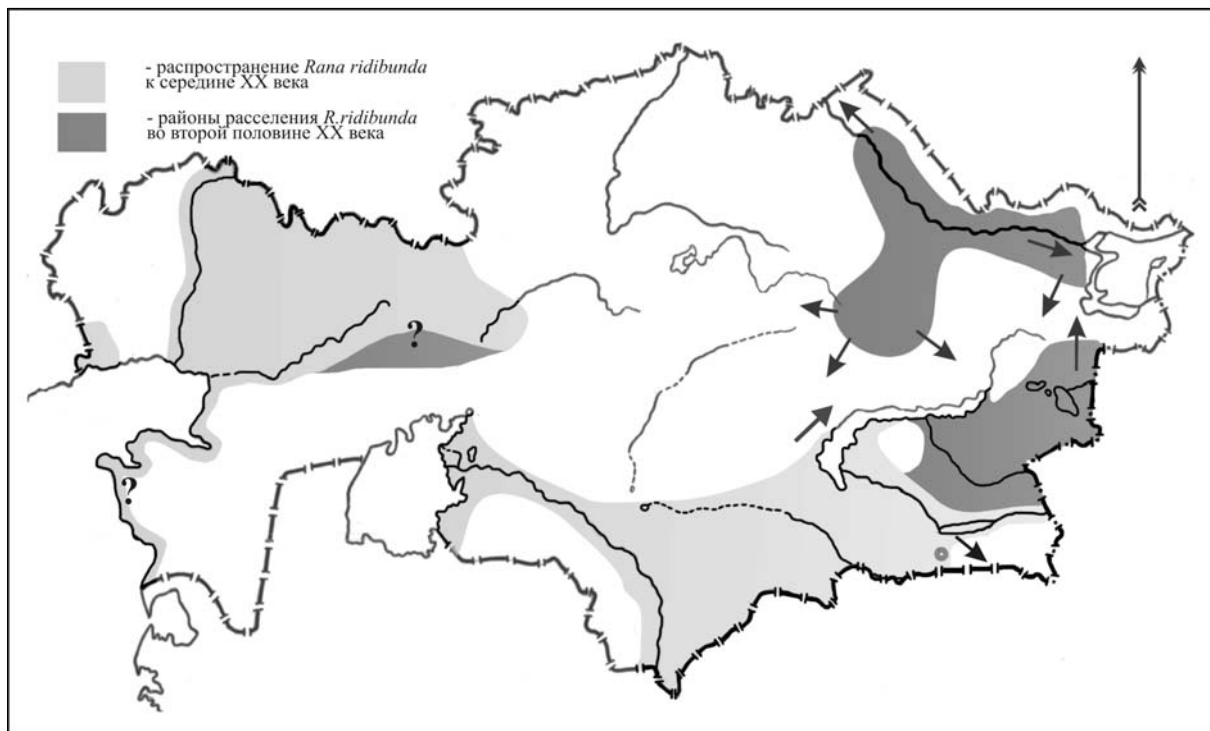 - распространение Rana ridibunda
к середине XX века
- районы расселения R.ridibunda
во второй половине XX века
?
?